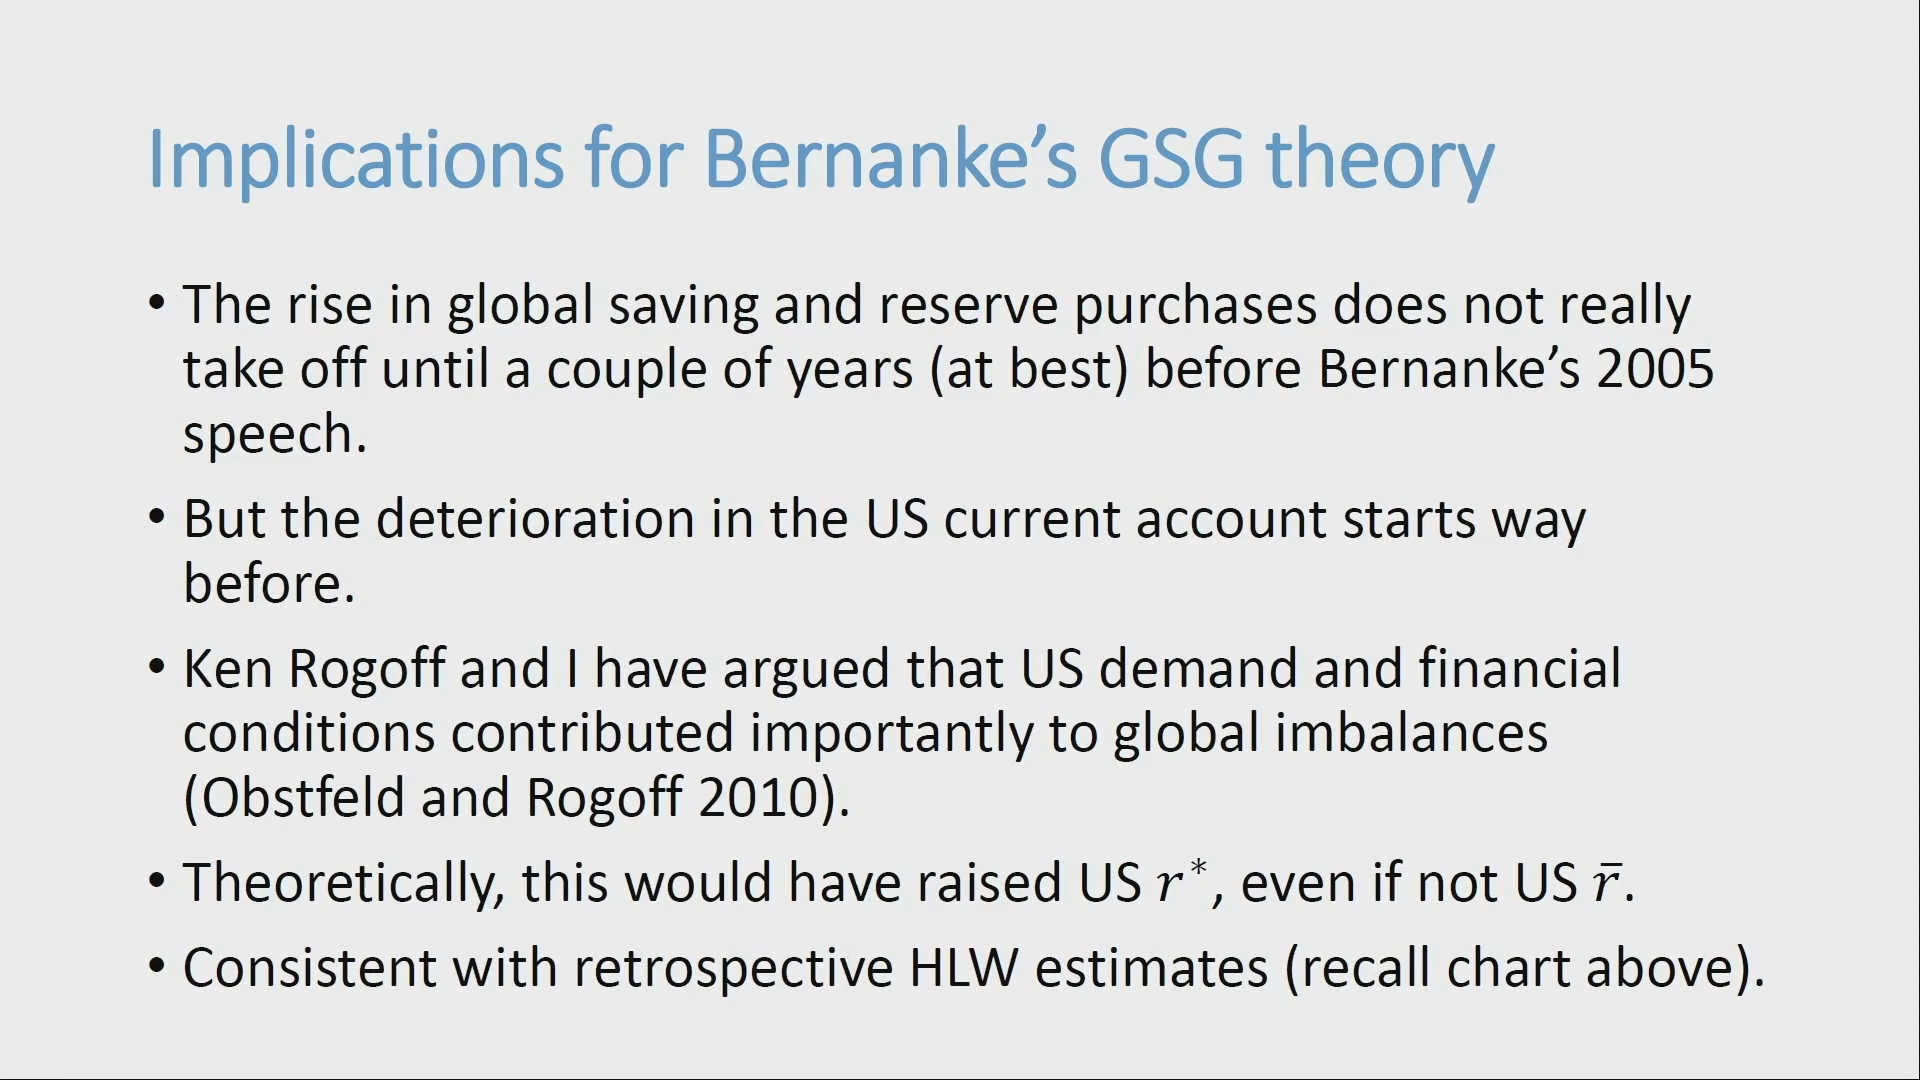 Implications for Bernanke’s GSG theory
• The rise in global saving and reserve purchases does not really
take off until a couple of years (at best) before Bernanke’s 2005
speech.
• But the deterioration in the US current account starts way
before.
• Ken Rogoff and I have argued that US demand and financial
conditions contributed importantly to global imbalances
(Obstfeld and Rogoff 2010).
• Theoretically, this would have raised US r*, even if not US r̄.
• Consistent with retrospective HLW estimates (recall chart above).